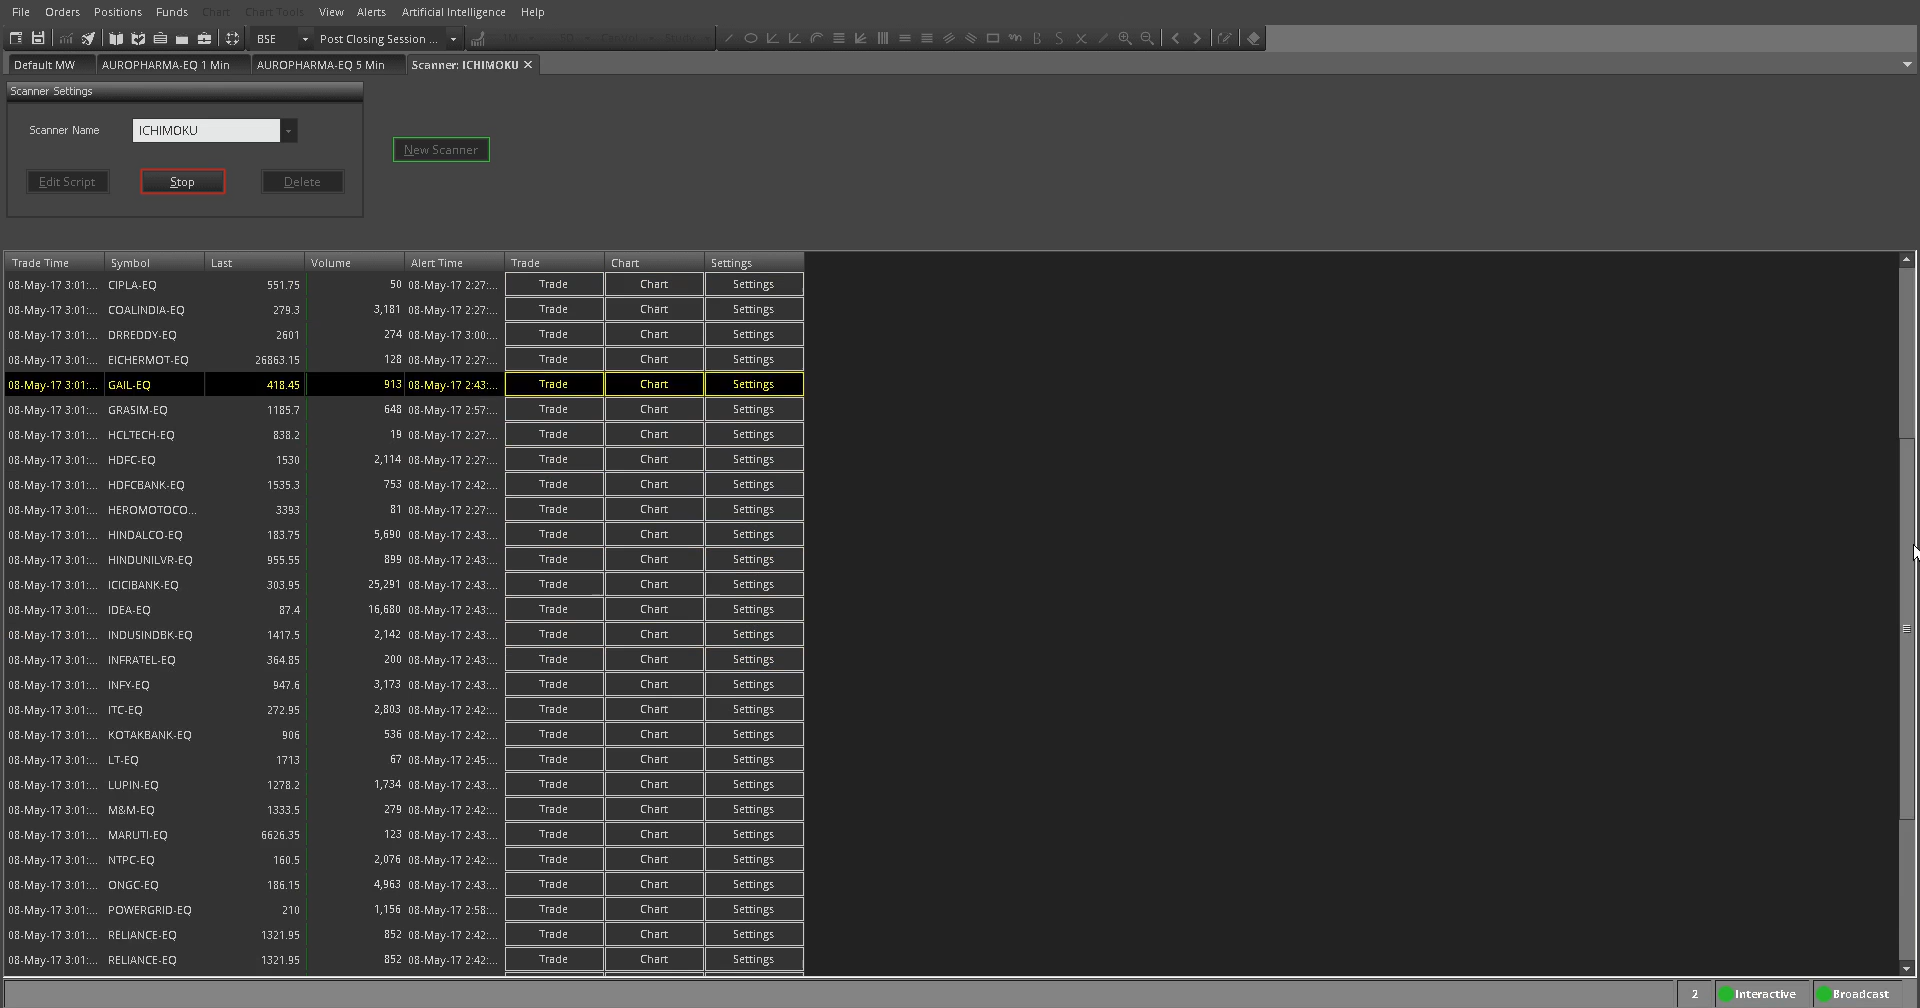 File Orders Positions Funds Chart Chart Tools View Alerts Artificial Intelligence Help
BSE Post Closing Session ...
Default MW AUROPHARMA-EQ 1 Min AUROPHARMA-EQ 5 Min Scanner: ICHIMOKU
Scanner Settings
Scanner Name ICHIMOKU
New Scanner
Edit Script Stop Delete
Trade Time Symbol Last Volume Alert Time Trade Chart Settings
08-May-17 3:01:... CIPLA-EQ 551.75 50 08-May-17 2:27:... Trade Chart Settings
08-May-17 3:01:... COALINDIA-EQ 279.3 3,181 08-May-17 2:27:... Trade Chart Settings
08-May-17 3:01:... DRREDDY-EQ 2601 274 08-May-17 3:00:... Trade Chart Settings
08-May-17 3:01:... EICHERMOT-EQ 26863.15 128 08-May-17 2:27:... Trade Chart Settings
08-May-17 3:01:... GAIL-EQ 418.45 913 08-May-17 2:43:... Trade Chart Settings
08-May-17 3:01:... GRASIM-EQ 1185.7 648 08-May-17 2:57:... Trade Chart Settings
08-May-17 3:01:... HCLTECH-EQ 838.2 19 08-May-17 2:27:... Trade Chart Settings
08-May-17 3:01:... HDFC-EQ 1530 2,114 08-May-17 2:27:... Trade Chart Settings
08-May-17 3:01:... HDFCBANK-EQ 1535.3 753 08-May-17 2:42:... Trade Chart Settings
08-May-17 3:01:... HEROMOTOCO... 3393 81 08-May-17 2:27:... Trade Chart Settings
08-May-17 3:01:... HINDALCO-EQ 183.75 5,690 08-May-17 2:43:... Trade Chart Settings
08-May-17 3:01:... HINDUNILVR-EQ 955.55 899 08-May-17 2:43:... Trade Chart Settings
08-May-17 3:01:... ICICIBANK-EQ 303.95 25,291 08-May-17 2:43:... Trade Chart Settings
08-May-17 3:01:... IDEA-EQ 87.4 16,680 08-May-17 2:43:... Trade Chart Settings
08-May-17 3:01:... INDUSINDBK-EQ 1417.5 2,142 08-May-17 2:43:... Trade Chart Settings
08-May-17 3:01:... INFRATEL-EQ 364.85 200 08-May-17 2:43:... Trade Chart Settings
08-May-17 3:01:... INFY-EQ 947.6 3,173 08-May-17 2:43:... Trade Chart Settings
08-May-17 3:01:... ITC-EQ 272.95 2,803 08-May-17 2:42:... Trade Chart Settings
08-May-17 3:01:... KOTAKBANK-EQ 906 536 08-May-17 2:42:... Trade Chart Settings
08-May-17 3:01:... LT-EQ 1713 67 08-May-17 2:45:... Trade Chart Settings
08-May-17 3:01:... LUPIN-EQ 1278.2 1,734 08-May-17 2:43:... Trade Chart Settings
08-May-17 3:01:... M&M-EQ 1333.5 279 08-May-17 2:42:... Trade Chart Settings
08-May-17 3:01:... MARUTI-EQ 6626.35 123 08-May-17 2:43:... Trade Chart Settings
08-May-17 3:01:... NTPC-EQ 160.5 2,076 08-May-17 2:42:... Trade Chart Settings
08-May-17 3:01:... ONGC-EQ 186.15 4,963 08-May-17 2:43:... Trade Chart Settings
08-May-17 3:01:... POWERGRID-EQ 210 1,156 08-May-17 2:58:... Trade Chart Settings
08-May-17 3:01:... RELIANCE-EQ 1321.95 852 08-May-17 2:42:... Trade Chart Settings
08-May-17 3:01:... RELIANCE-EQ 1321.95 852 08-May-17 2:42:... Trade Chart Settings
2 Interactive Broadcast